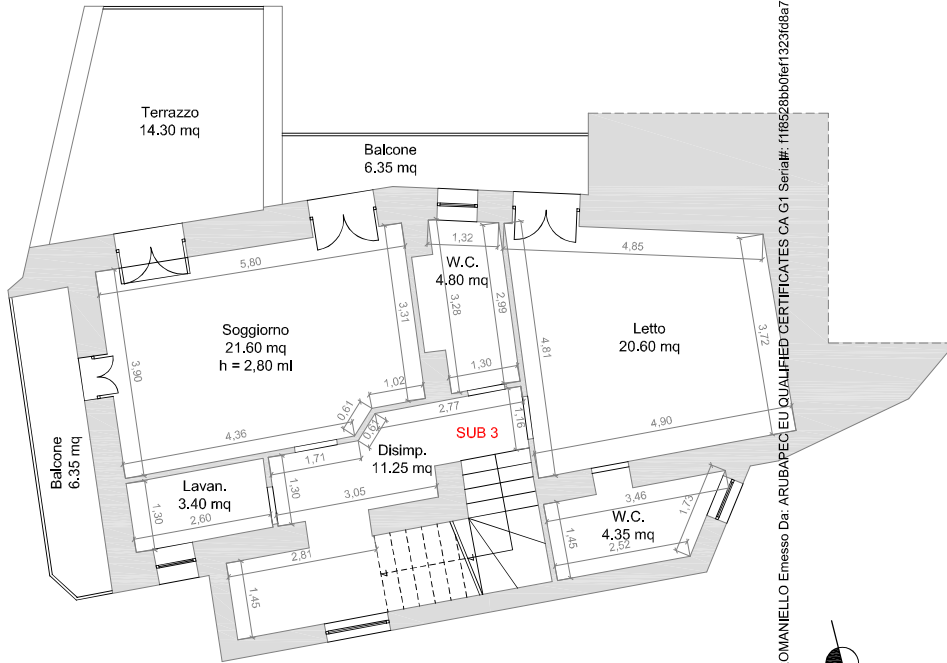 Terrazzo
14.30 mq
Balcone
6.35 mq
5,80
1,32
W.C.
4.80 mq
4,85
Soggiorno
21.60 mq
h = 2,80 ml
3,31
3,28
2,99
Letto
20.60 mq
3,72
3,90
4,81
1,02
1,30
0,61
0,61
2,77
1,16
4,36
4,90
SUB 3
Balcone
6.35 mq
1,71
Disimp.
11.25 mq
Lavan.
3.40 mq
1,30
2,60
1,30
3,05
3,46
1,73
W.C.
4.35 mq
1,45
2,52
2,81
1,45
OMANIELLO Emesso Da: ARUBAPEC EU QUALIFIED CERTIFICATES CA G1 Serial#: f1f8528bb0fef1323fd8a7